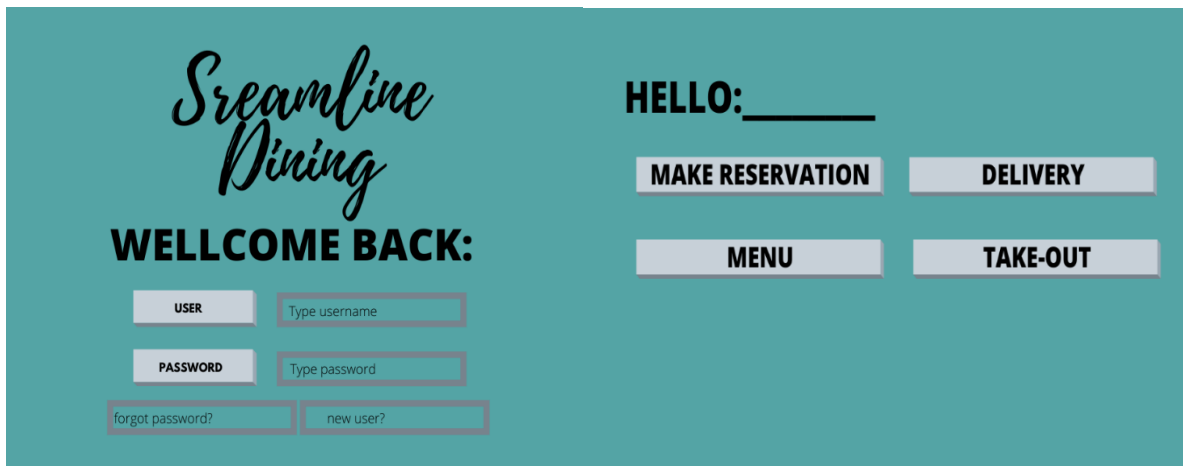 Sreamline
Dining
WELLCOME BACK:
USER
Type username
PASSWORD
Type password
forgot password?
new user?
HELLO:________
MAKE RESERVATION
DELIVERY
MENU
TAKE-OUT